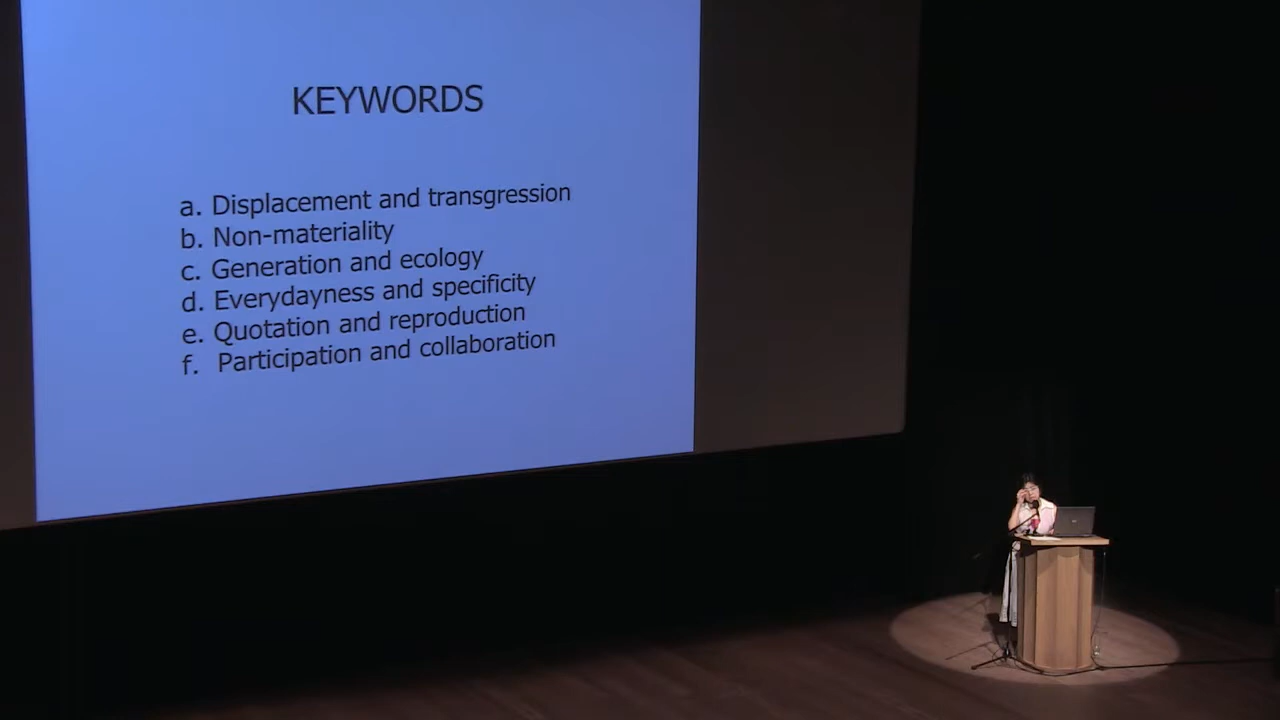 KEYWORDS
a. Displacement and transgression
b. Non-materiality
c. Generation and ecology
d. Everydayness and specificity
e. Quotation and reproduction
f. Participation and collaboration